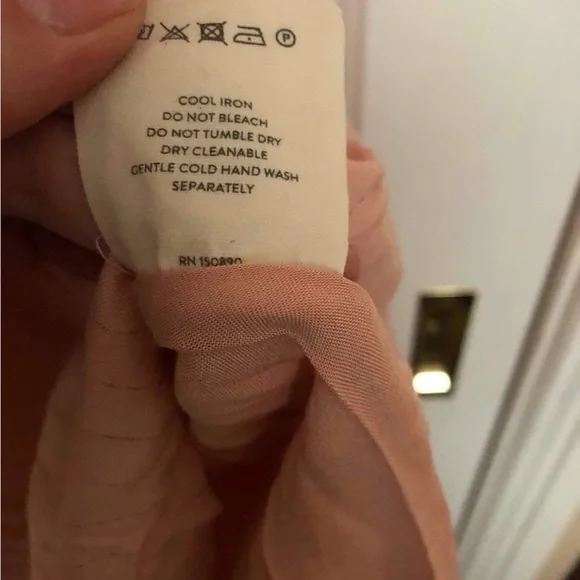 P
COOL IRON
DO NOT BLEACH
DO NOT TUMBLE DRY
DRY CLEANABLE
GENTLE COLD HAND WASH
SEPARATELY
RN 150890